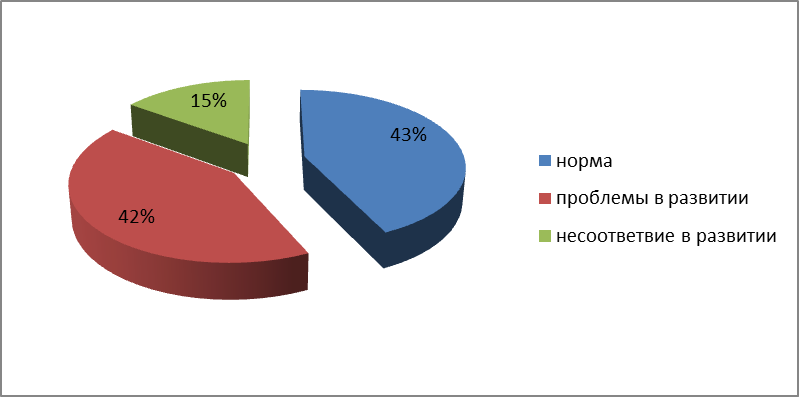 15%
43%
42%
норма
проблемы в развитии
несоответвие в развитии